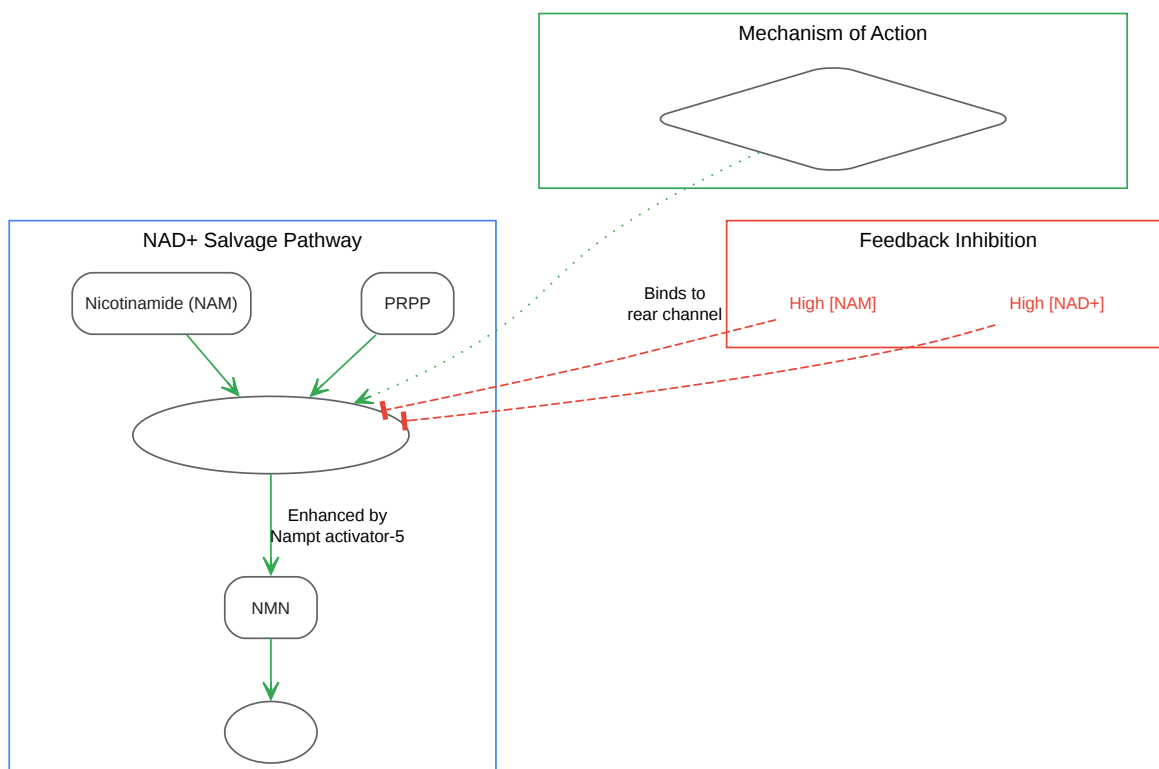 Mechanism of Action
NAD+ Salvage Pathway
Feedback Inhibition
Nicotinamide (NAM)
PRPP
Binds to
rear channel
High [NAM]
High [NAD+]
Enhanced by
Nampt activator-5
NMN